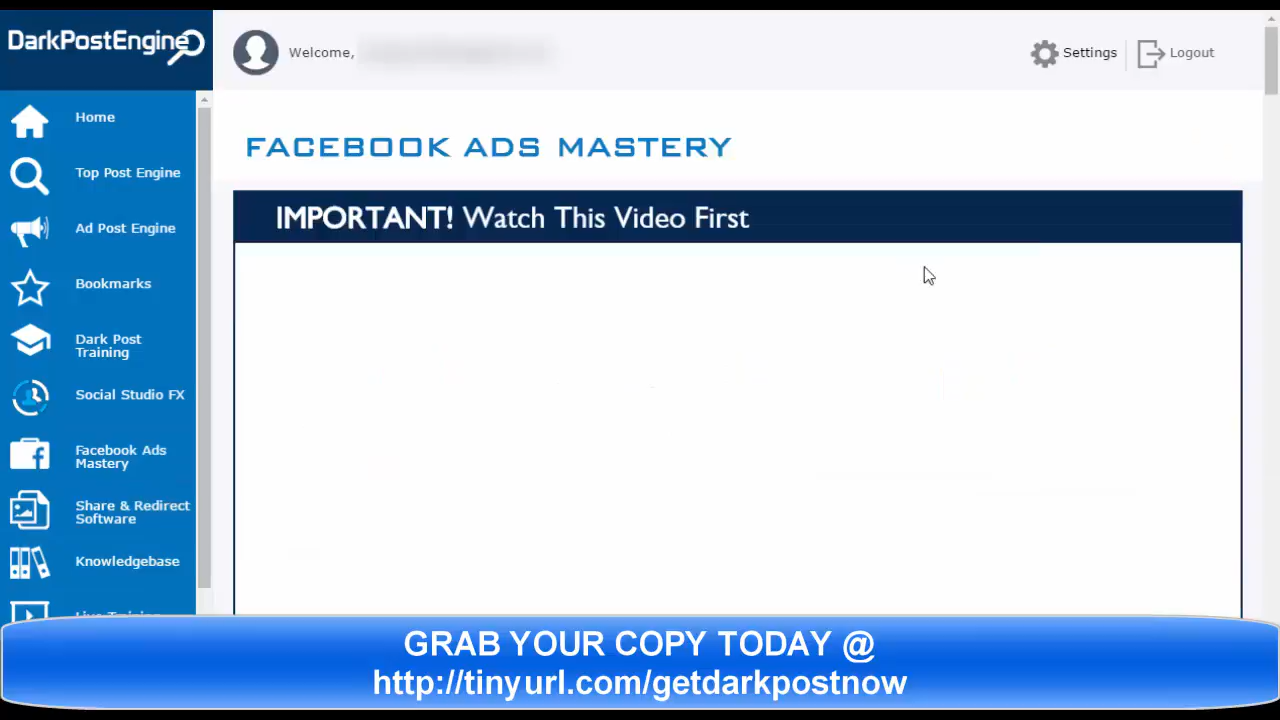 DarkPostEngine
Welcome,
Settings
Logout
Home
Top Post Engine
Ad Post Engine
Bookmarks
Dark Post
Training
Social Studio FX
Facebook Ads
Mastery
Share & Redirect
Software
Knowledgebase
Live Training
FACEBOOK ADS MASTERY
IMPORTANT! Watch This Video First
GRAB YOUR COPY TODAY @
http://tinyurl.com/getdarkpostnow